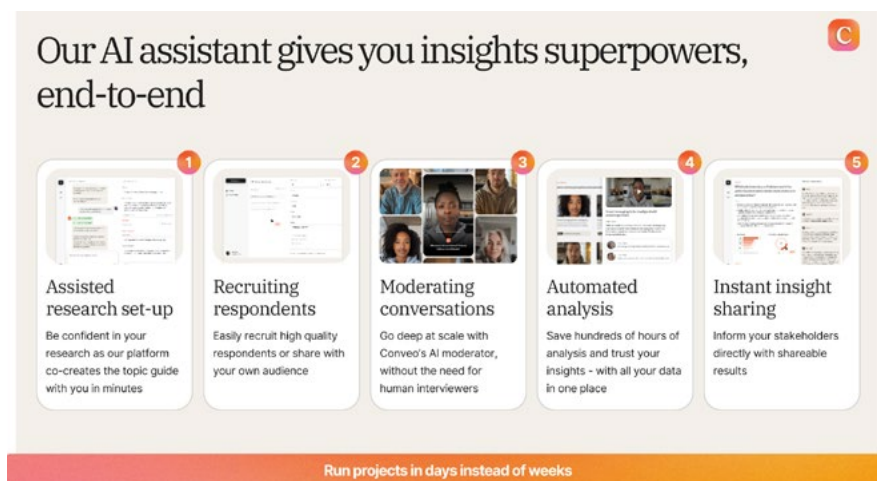 Our AI assistant gives you insights superpowers,
end-to-end
C
1
2
3
4
5
Assisted
research set-up
Be confident in your
research as our platform
co-creates the topic guide
with you in minutes
Recruiting
respondents
Easily recruit high quality
respondents or share with
your own audience
Moderating
conversations
Go deep at scale with
Conveo's AI moderator,
without the need for
human interviewers
Automated
analysis
Save hundreds of hours of
analysis and trust your
insights - with all your data
in one place
Instant insight
sharing
Inform your stakeholders
directly with shareable
results
Run projects in days instead of weeks